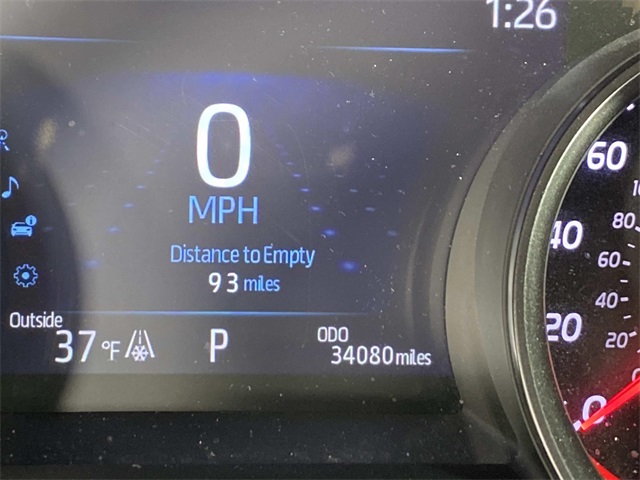 1:26
0
MPH
Distance to Empty
93 miles
Outside
37 °F
P
ODO
34080 miles
60
40
20
0
80
60
40
20